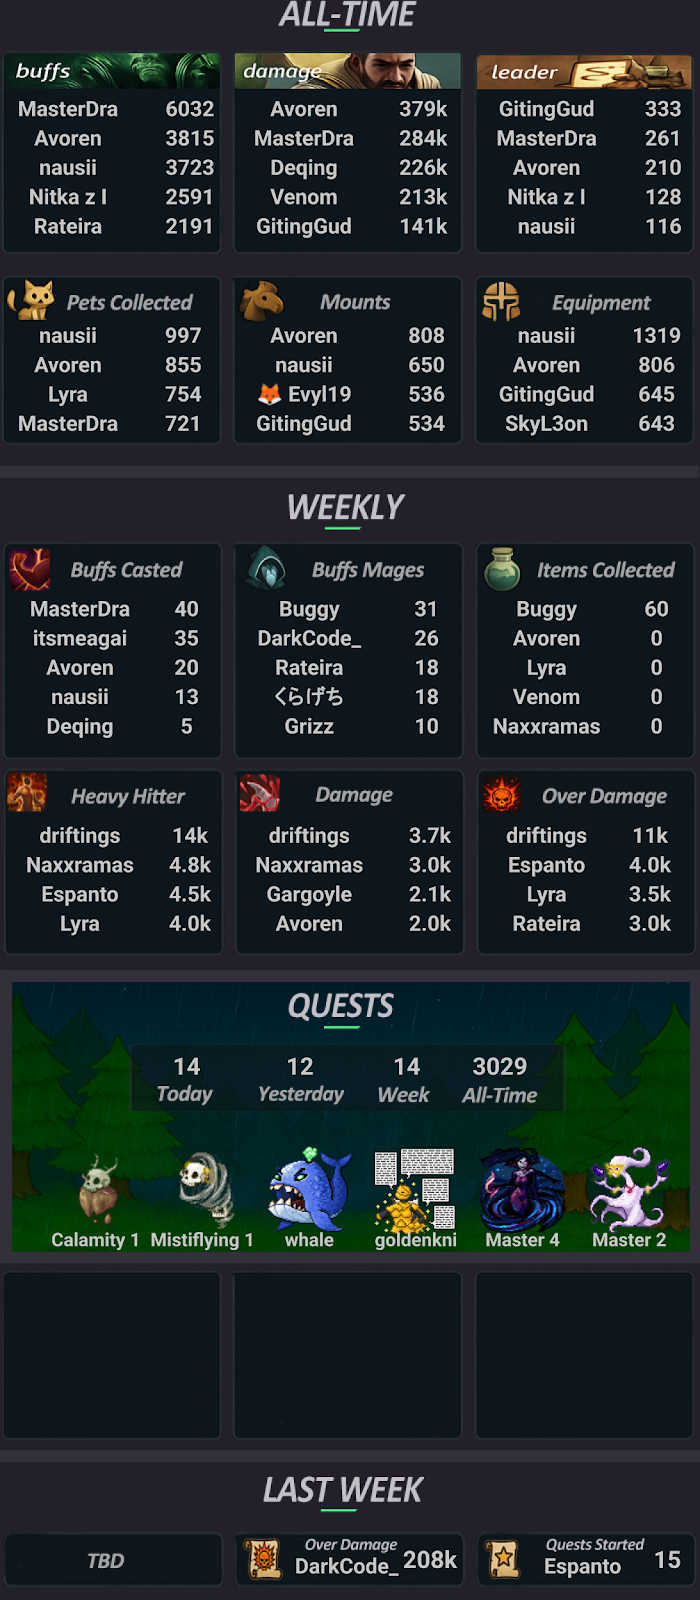 ALL-TIME
buffs
MasterDra 6032
Avoren 3815
nausii 3723
Nitka z l 2591
Rateira 2191
damage
Avoren 379k
MasterDra 284k
Deqing 226k
Venom 213k
GitingGud 141k
leader
GitingGud 333
MasterDra 261
Avoren 210
Nitka z l 128
nausii 116
Pets Collected
nausii 997
Avoren 855
Lyra 754
MasterDra 721
Mounts
Avoren 808
nausii 650
🦊 Evyl19 536
GitingGud 534
Equipment
nausii 1319
Avoren 806
GitingGud 645
SkyL3on 643
WEEKLY
Buffs Casted
MasterDra 40
itsmeagai 35
Avoren 20
nausii 13
Deqing 5
Buffs Mages
Buggy 31
DarkCode_ 26
Rateira 18
くらげち 18
Grizz 10
Items Collected
Buggy 60
Avoren 0
Lyra 0
Venom 0
Naxxramas 0
Heavy Hitter
driftings 14k
Naxxramas 4.8k
Espanto 4.5k
Lyra 4.0k
Damage
driftings 3.7k
Naxxramas 3.0k
Gargoyle 2.1k
Avoren 2.0k
Over Damage
driftings 11k
Espanto 4.0k
Lyra 3.5k
Rateira 3.0k
QUESTS
14 12 14 3029
Today Yesterday Week All-Time
Calamity 1 Mistiflying 1 whale goldenkni Master 4 Master 2
LAST WEEK
TBD
Over Damage
DarkCode_ 208k
Quests Started
Espanto 15